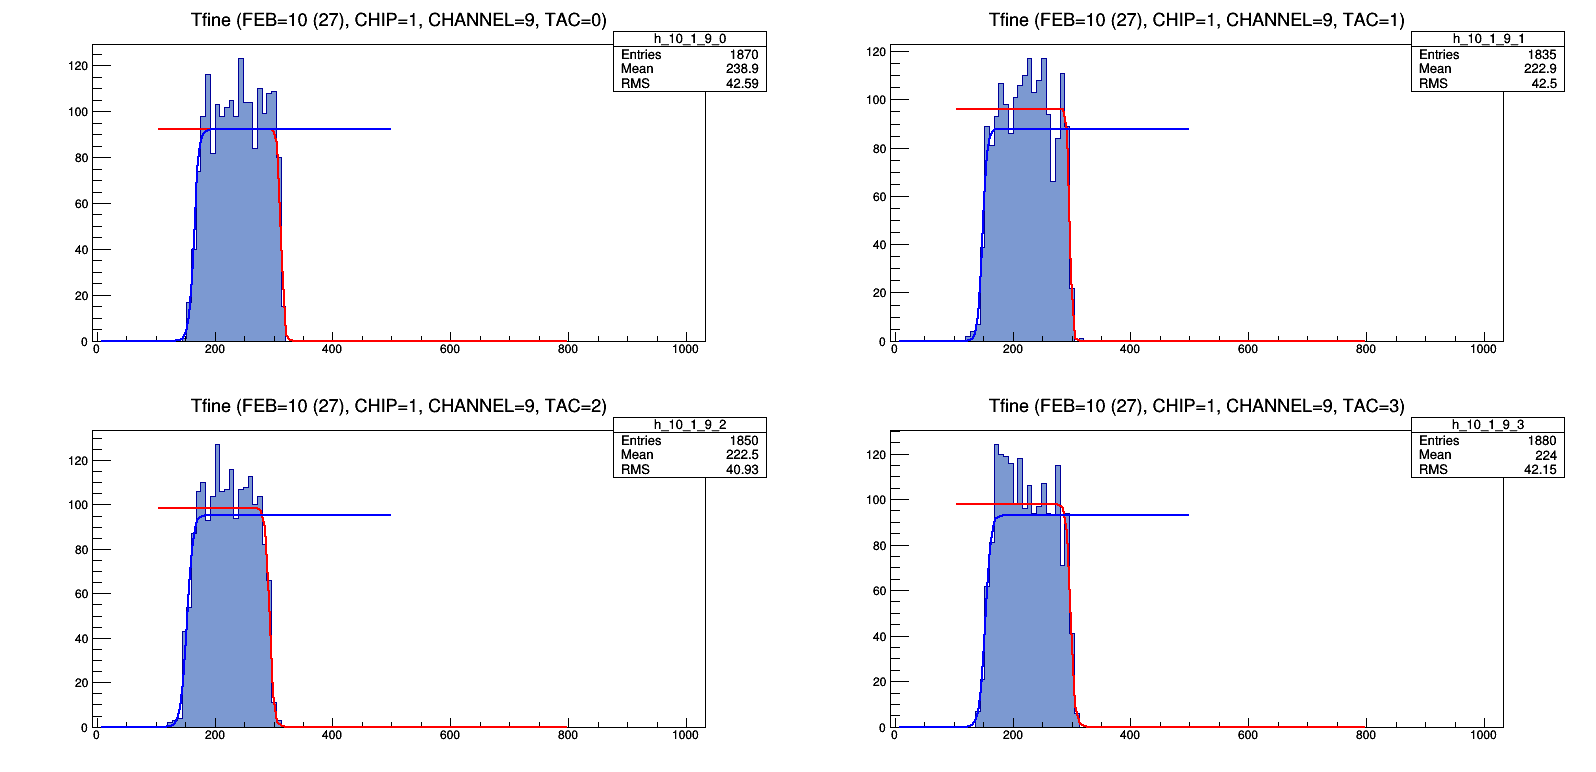 Tfine (FEB=10 (27), CHIP=1, CHANNEL=9, TAC=0)
h_10_1_9_0
Entries 1870
Mean 238.9
RMS 42.59
120
100
80
60
40
20
0
0 200 400 600 800 1000
Tfine (FEB=10 (27), CHIP=1, CHANNEL=9, TAC=1)
h_10_1_9_1
Entries 1835
Mean 222.9
RMS 42.5
120
100
80
60
40
20
0
0 200 400 600 800 1000
Tfine (FEB=10 (27), CHIP=1, CHANNEL=9, TAC=2)
h_10_1_9_2
Entries 1850
Mean 222.5
RMS 40.93
120
100
80
60
40
20
0
0 200 400 600 800 1000
Tfine (FEB=10 (27), CHIP=1, CHANNEL=9, TAC=3)
h_10_1_9_3
Entries 1880
Mean 224
RMS 42.15
120
100
80
60
40
20
0
0 200 400 600 800 1000